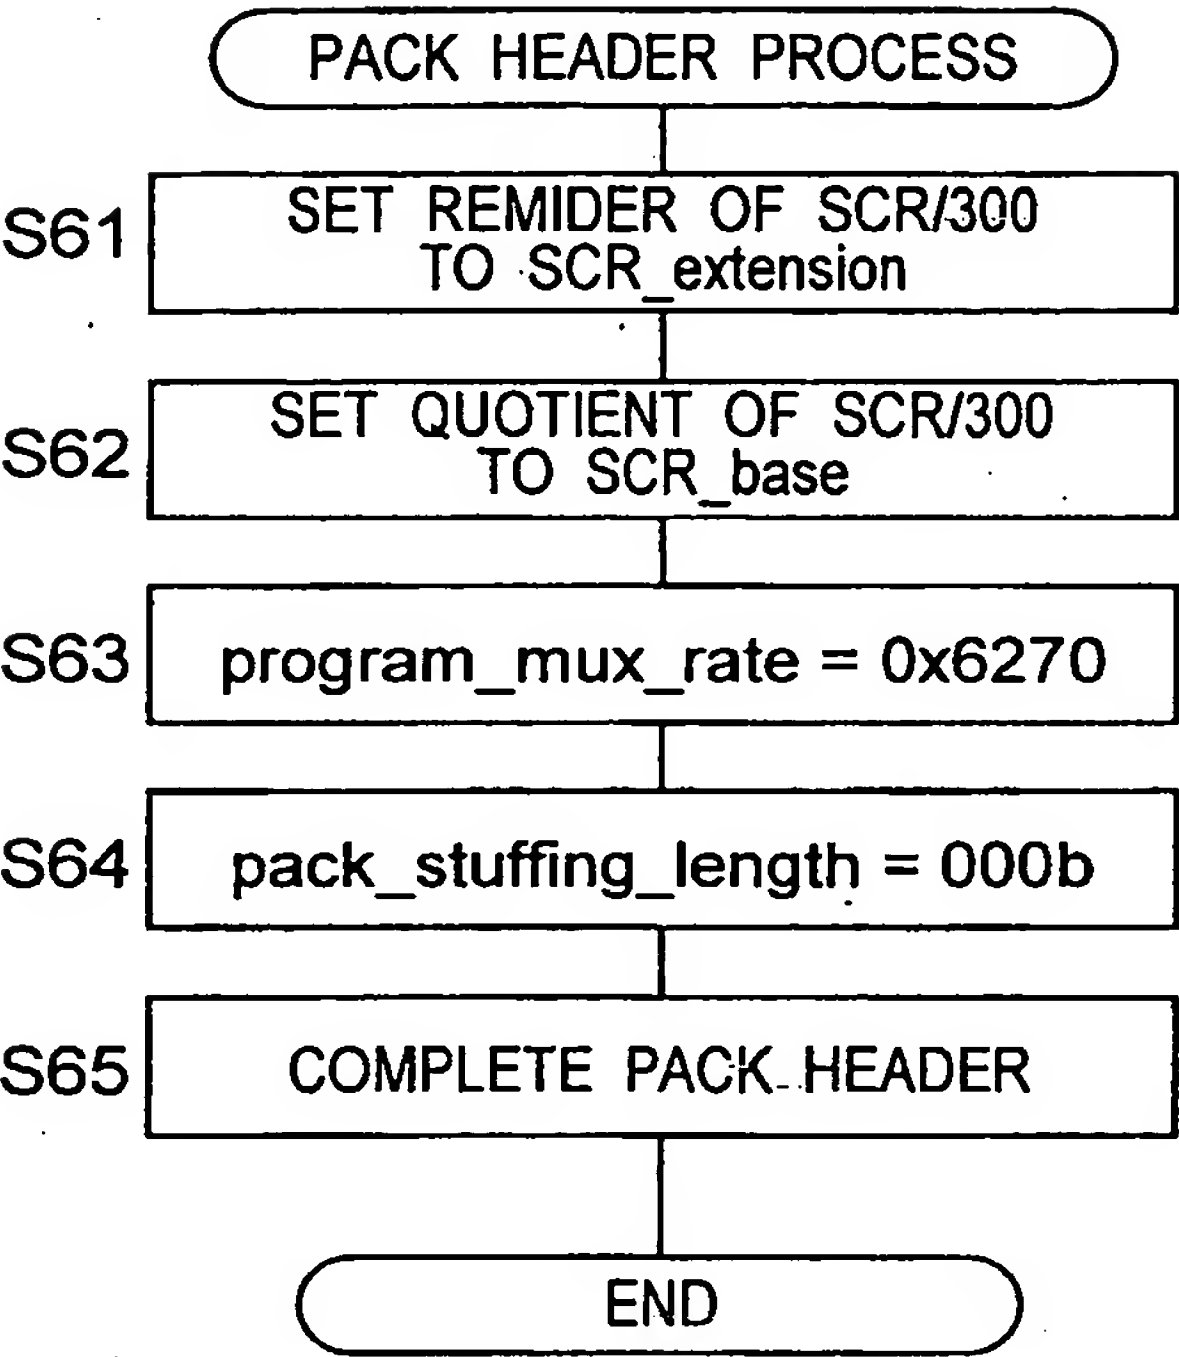 PACK HEADER PROCESS
S61
SET REMIDER OF SCR/300
TO SCR_extension
S62
SET QUOTIENT OF SCR/300
TO SCR_base
S63
program_mux_rate = 0x6270
S64
pack_stuffing_length = 000b
S65
COMPLETE PACK HEADER
END